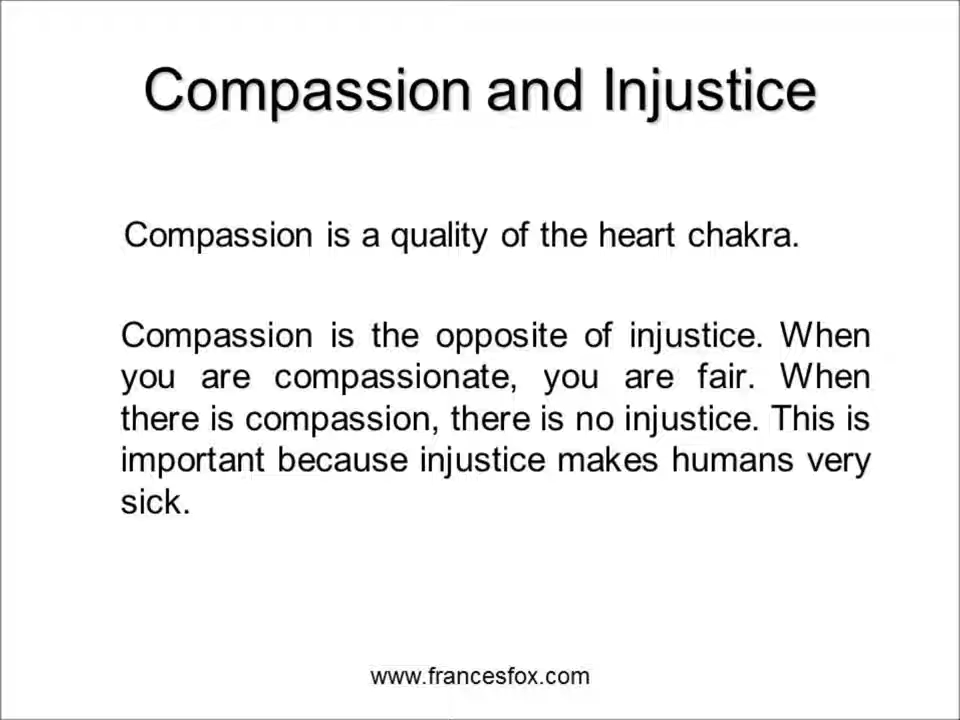 Compassion and Injustice
Compassion is a quality of the heart chakra.
Compassion is the opposite of injustice. When
you are compassionate, you are fair. When
there is compassion, there is no injustice. This is
important because injustice makes humans very
sick.
www.francesfox.com